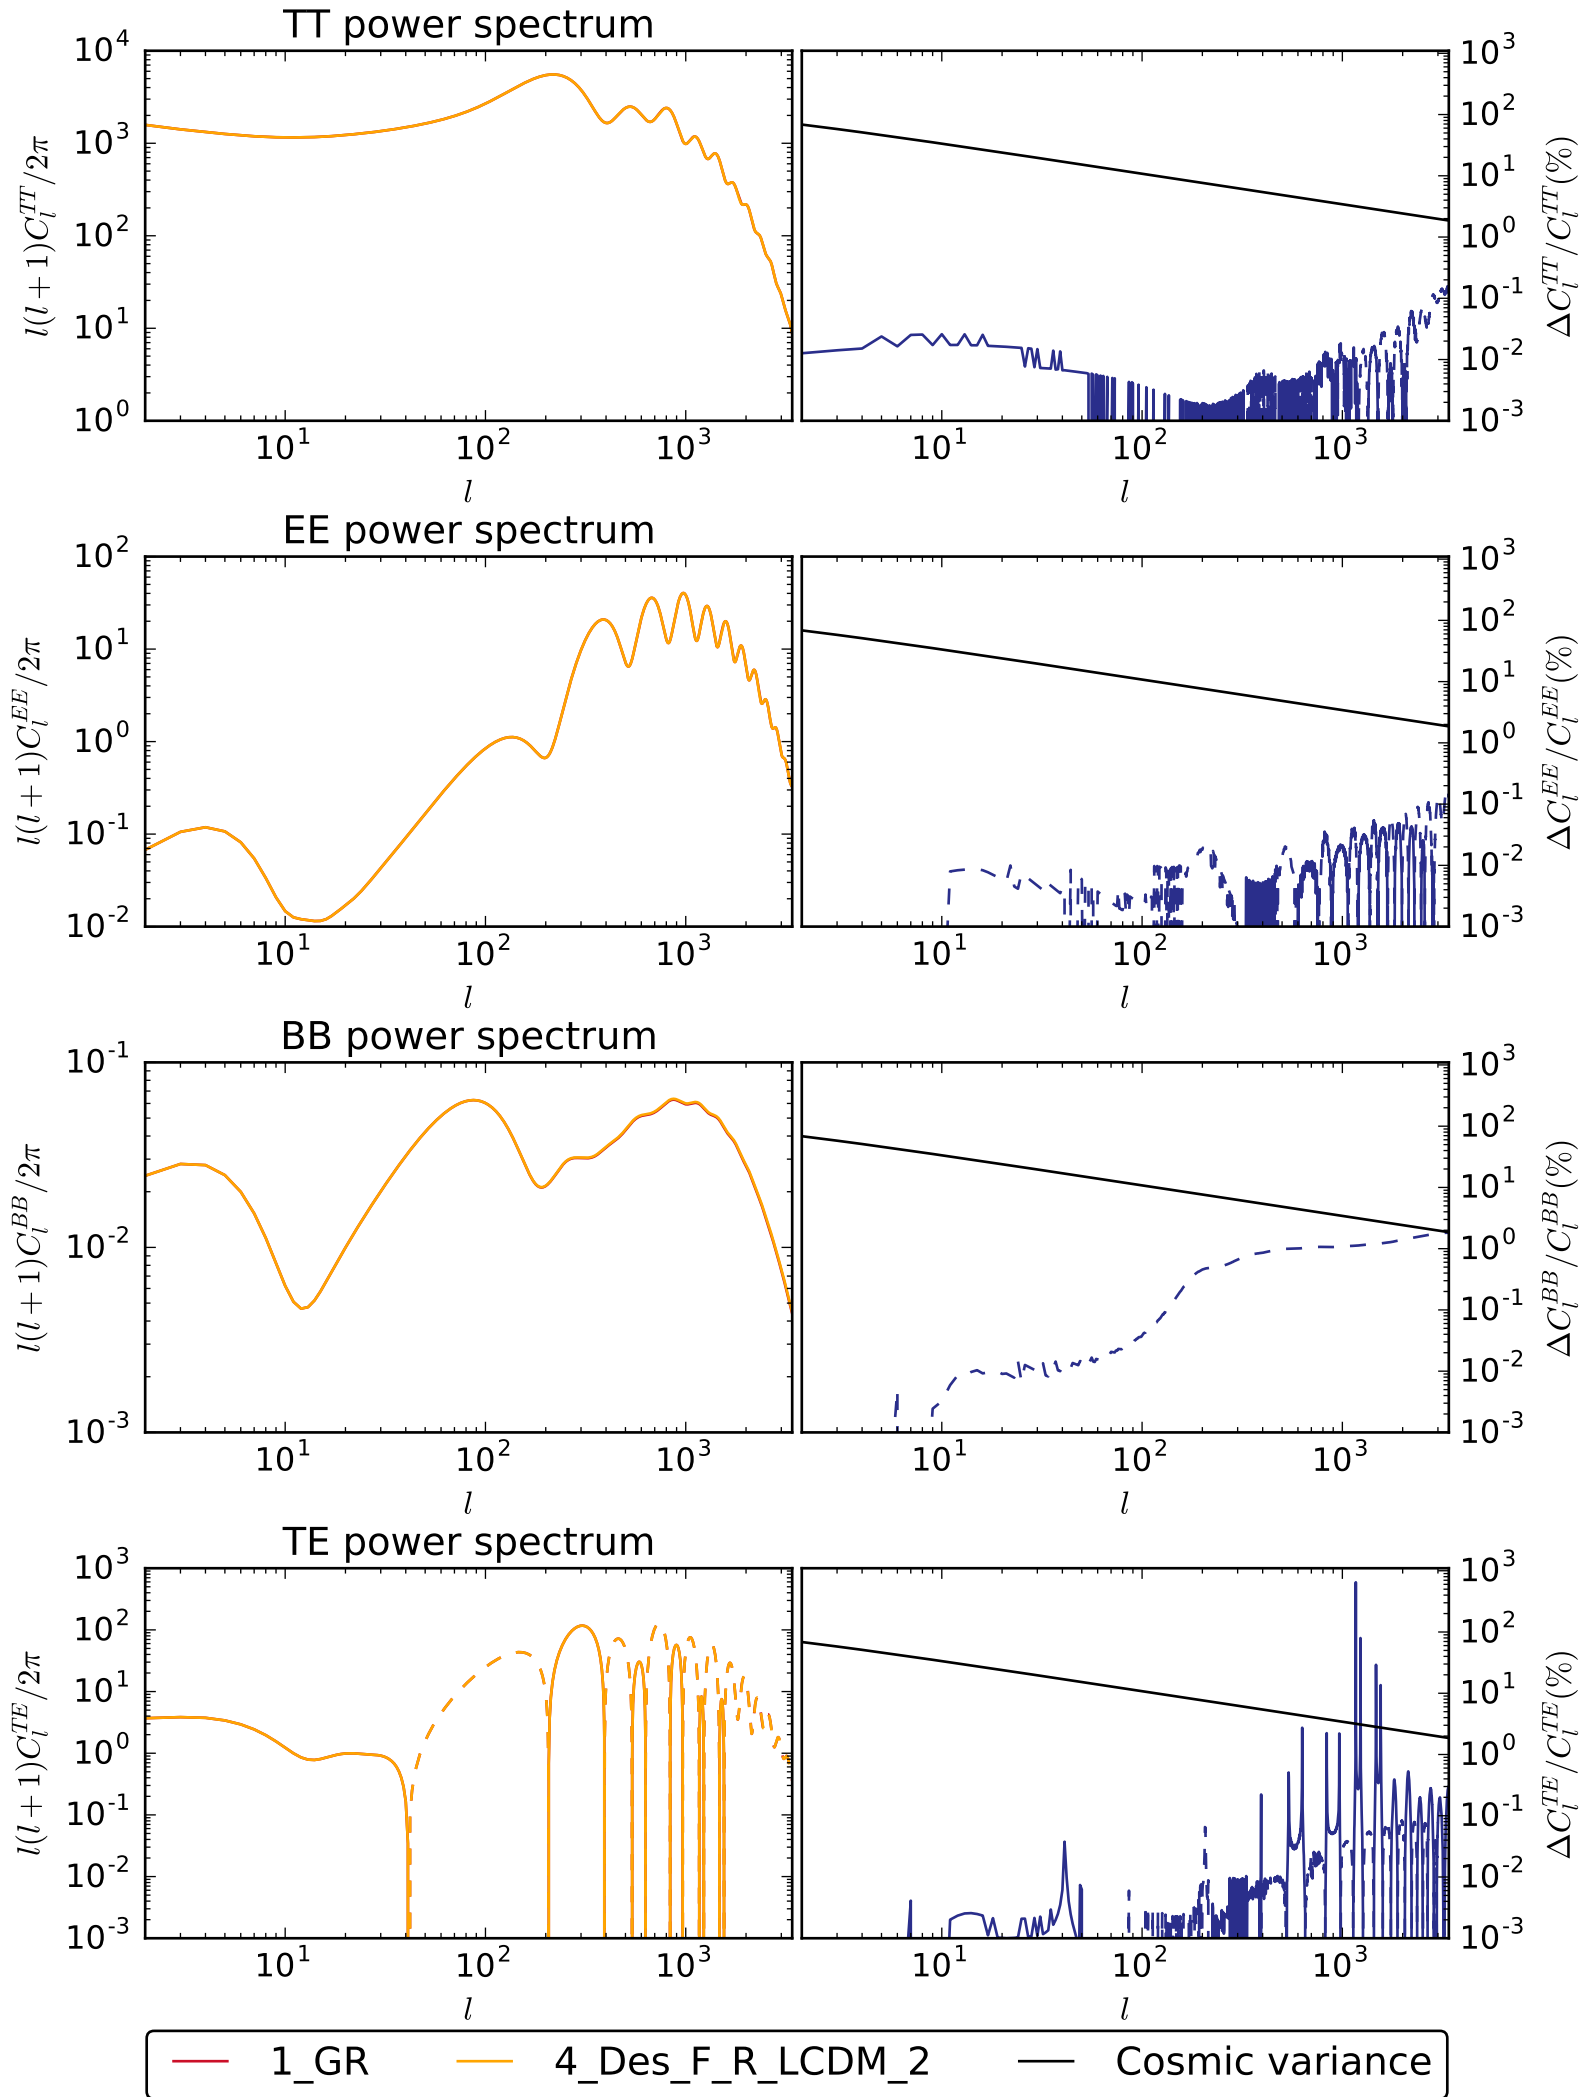 TT power spectrum
10^4
10^3
10^2
10^1
10^0
l(l+1)C_l^{TT}/2π
10^1 10^2 10^3
l
10^3
10^2
10^1
10^0
10^-1
10^-2
10^-3
ΔC_l^{TT}/C_l^{TT}(%)
10^1 10^2 10^3
l
EE power spectrum
10^2
10^1
10^0
10^-1
10^-2
l(l+1)C_l^{EE}/2π
10^1 10^2 10^3
l
10^3
10^2
10^1
10^0
10^-1
10^-2
10^-3
ΔC_l^{EE}/C_l^{EE}(%)
10^1 10^2 10^3
l
BB power spectrum
10^-1
10^-2
10^-3
l(l+1)C_l^{BB}/2π
10^1 10^2 10^3
l
10^3
10^2
10^1
10^0
10^-1
10^-2
10^-3
ΔC_l^{BB}/C_l^{BB}(%)
10^1 10^2 10^3
l
TE power spectrum
10^3
10^2
10^1
10^0
10^-1
10^-2
10^-3
l(l+1)C_l^{TE}/2π
10^1 10^2 10^3
l
10^3
10^2
10^1
10^0
10^-1
10^-2
10^-3
ΔC_l^{TE}/C_l^{TE}(%)
10^1 10^2 10^3
l
1_GR 4_Des_F_R_LCDM_2 Cosmic variance